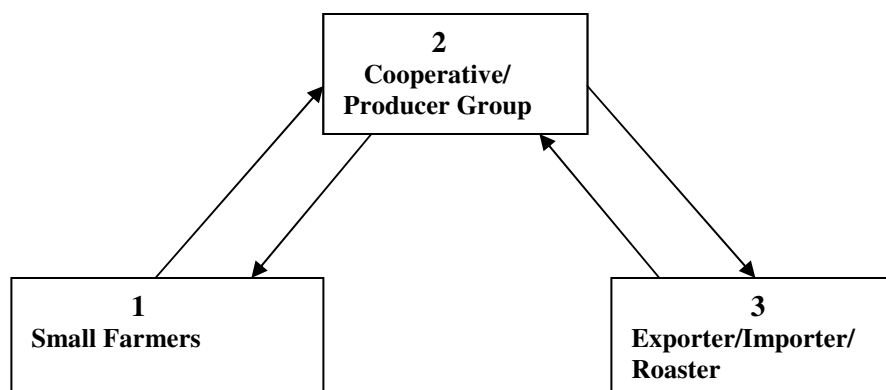 2
Cooperative/
Producer Group
1
Small Farmers
3
Exporter/Importer/
Roaster